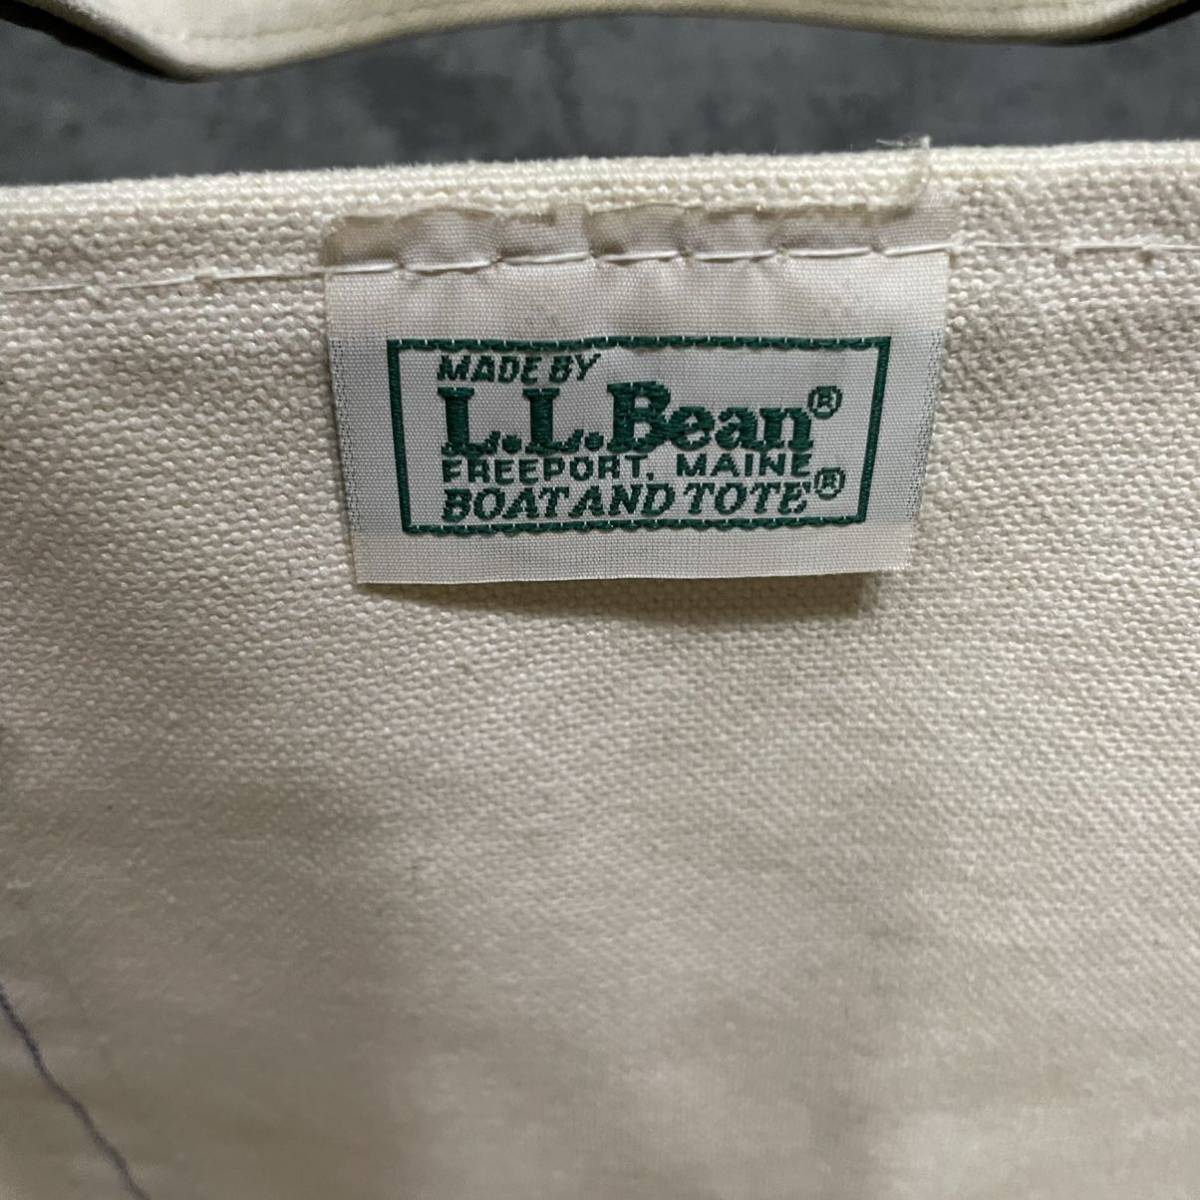 MADE BY
L.L.Bean®
FREEPORT, MAINE
BOAT AND TOTE®